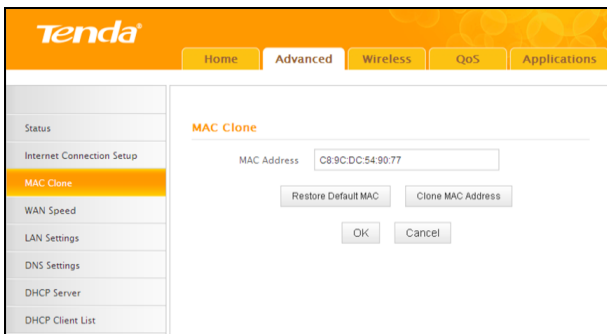 Tenda
Home Advanced Wireless QoS Applications
Status
Internet Connection Setup
MAC Clone
WAN Speed
LAN Settings
DNS Settings
DHCP Server
DHCP Client List
MAC Clone
MAC Address C8:9C:DC:54:90:77
Restore Default MAC Clone MAC Address
OK Cancel